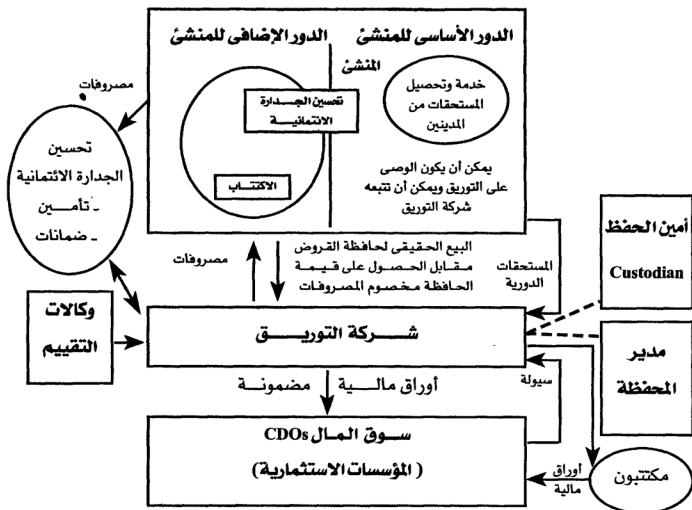 الدور الأساسى للمنشئ
الدور الإضافى للمنشئ
المنشئ
خدمة وتحصيل
المستحقات من
المدينين
تحسين الجدارة
الائتمانية
الاكتتاب
يمكن أن يكون الوصى
على التوريق ويمكن أن تتبعه
شركة التوريق
مصروفات
تحسين
الجدارة الائتمانية
- تأمين
- ضمانات
أمين الحفظ
Custodian
المستحقات
الدورية
البيع الحقيقى لحافظة القروض
مقابل الحصول على قيمة
الحافظة مخصوم المصروفات
مصروفات
وكالات
التقييم
شركة التوريق
مدير
المحفظة
سيولة
أوراق مالية مضمونة
سوق المال CDOs
(المؤسسات الاستثمارية)
أوراق
مالية
مكتتبون